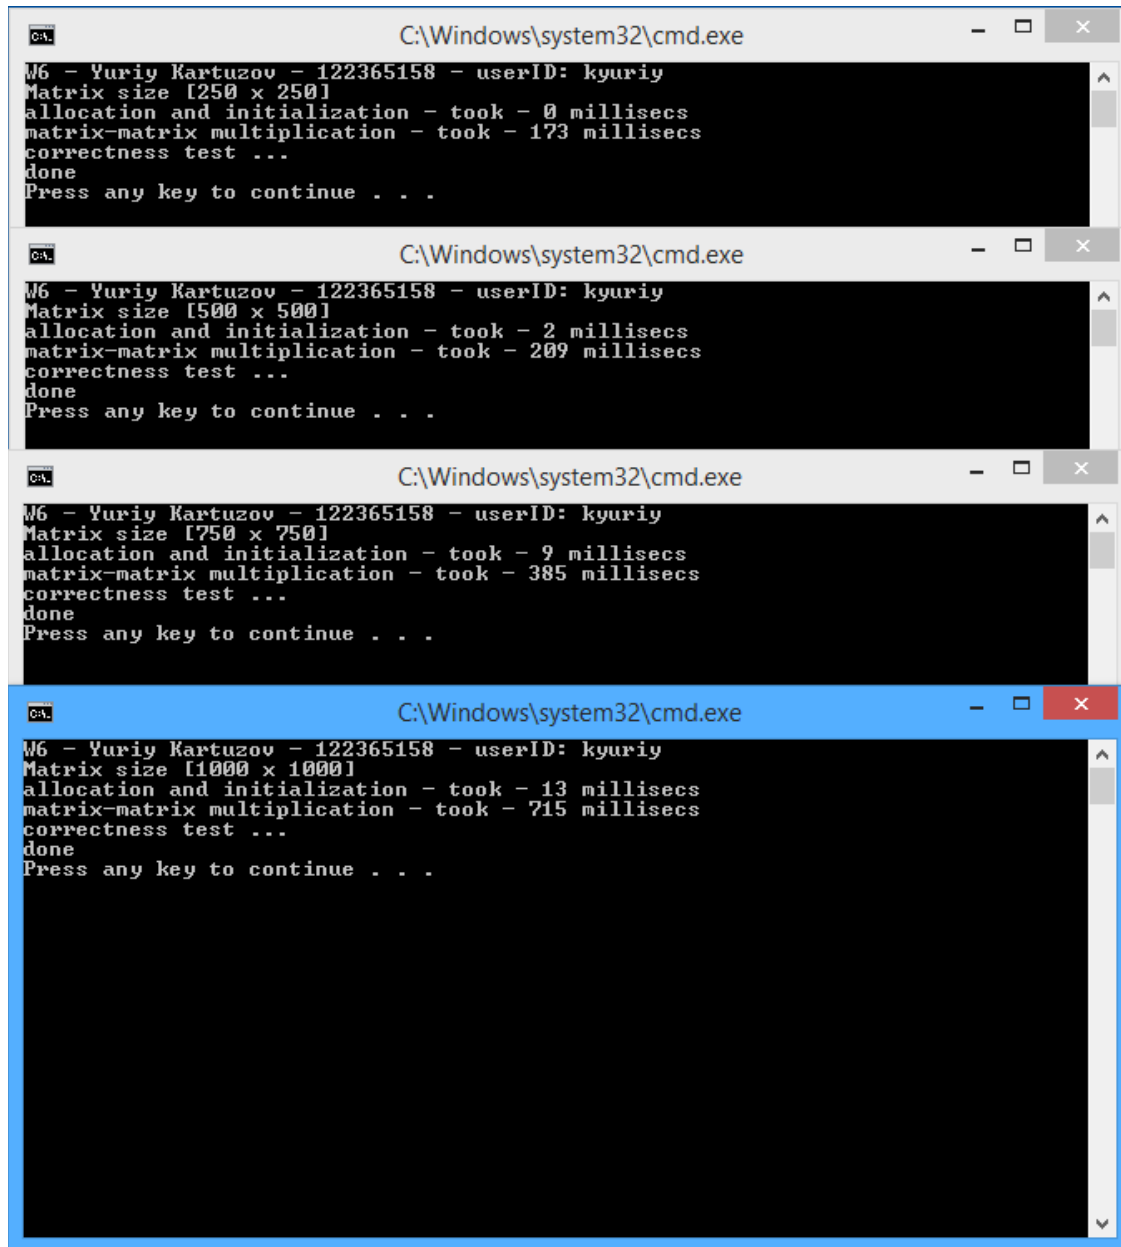 C:\Windows\system32\cmd.exe
W6 - Yuriy Kartuzov - 122365158 - userID: kyuriy
Matrix size [250 x 250]
allocation and initialization - took - 0 millisecs
matrix-matrix multiplication - took - 173 millisecs
correctness test ...
done
Press any key to continue . . .
C:\Windows\system32\cmd.exe
W6 - Yuriy Kartuzov - 122365158 - userID: kyuriy
Matrix size [500 x 500]
allocation and initialization - took - 2 millisecs
matrix-matrix multiplication - took - 209 millisecs
correctness test ...
done
Press any key to continue . . .
C:\Windows\system32\cmd.exe
W6 - Yuriy Kartuzov - 122365158 - userID: kyuriy
Matrix size [750 x 750]
allocation and initialization - took - 9 millisecs
matrix-matrix multiplication - took - 385 millisecs
correctness test ...
done
Press any key to continue . . .
C:\Windows\system32\cmd.exe
W6 - Yuriy Kartuzov - 122365158 - userID: kyuriy
Matrix size [1000 x 1000]
allocation and initialization - took - 13 millisecs
matrix-matrix multiplication - took - 715 millisecs
correctness test ...
done
Press any key to continue . . .